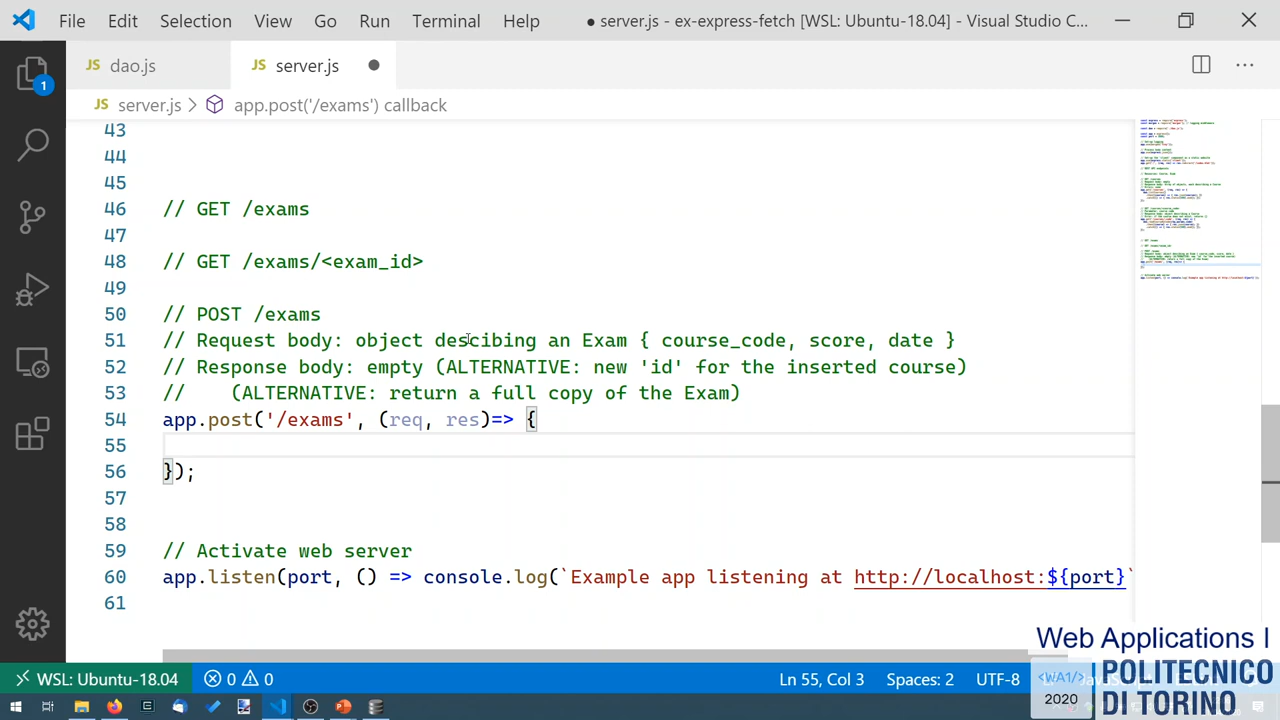 File Edit Selection View Go Run Terminal Help ● server.js - ex-express-fetch [WSL: Ubuntu-18.04] - Visual Studio C...
JS dao.js JS server.js
JS server.js > app.post('/exams') callback
1
43
44
45
46 // GET /exams
47
48 // GET /exams/<exam_id>
49
50 // POST /exams
51 // Request body: object descibing an Exam { course_code, score, date }
52 // Response body: empty (ALTERNATIVE: new 'id' for the inserted course)
53 // (ALTERNATIVE: return a full copy of the Exam)
54 app.post('/exams', (req, res)=> {
55
56 });
57
58
59 // Activate web server
60 app.listen(port, () => console.log(`Example app listening at http://localhost:${port}`
61
Web Applications I
WSL: Ubuntu-18.04 0 0 Ln 55, Col 3 Spaces: 2 UTF-8
<WA1/>
2020
POLITECNICO
DI TORINO